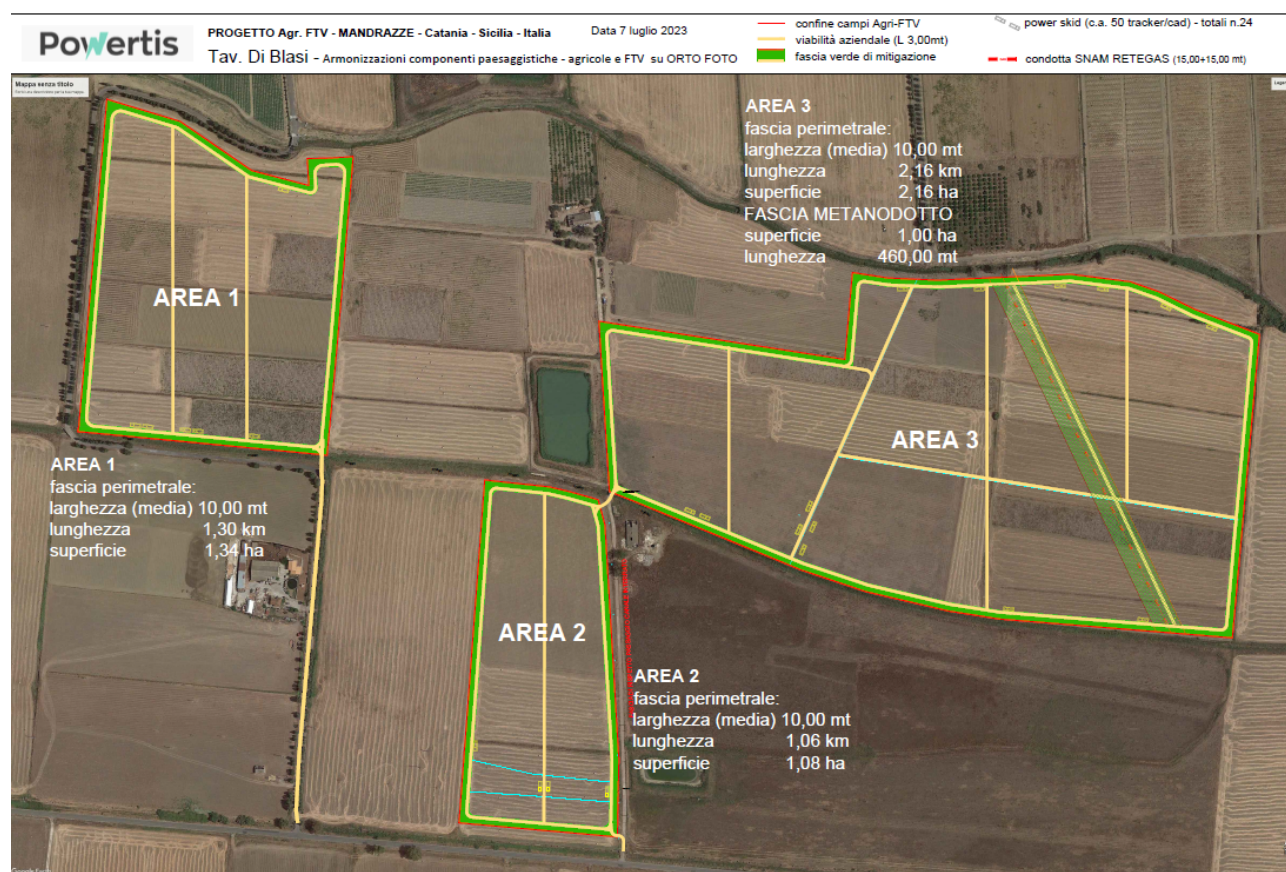 Powertis
PROGETTO Agr. FTV - MANDRAZZE - Catania - Sicilia - Italia
Data 7 luglio 2023
Tav. Di Blasi - Armonizzazioni componenti paesaggistiche - agricole e FTV su ORTO FOTO
confine campi Agri-FTV
viabilità aziendale (L 3,00mt)
fascia verde di mitigazione
power skid (c.a. 50 tracker/cad) - totali n.24
condotta SNAM RETEGAS (15,00+15,00 mt)
Mappa senza titolo
AREA 3
fascia perimetrale:
larghezza (media) 10,00 mt
lunghezza 2,16 km
superficie 2,16 ha
FASCIA METANODOTTO
superficie 1,00 ha
lunghezza 460,00 mt
AREA 1
AREA 3
AREA 1
fascia perimetrale:
larghezza (media) 10,00 mt
lunghezza 1,30 km
superficie 1,34 ha
AREA 2
AREA 2
fascia perimetrale:
larghezza (media) 10,00 mt
lunghezza 1,06 km
superficie 1,08 ha